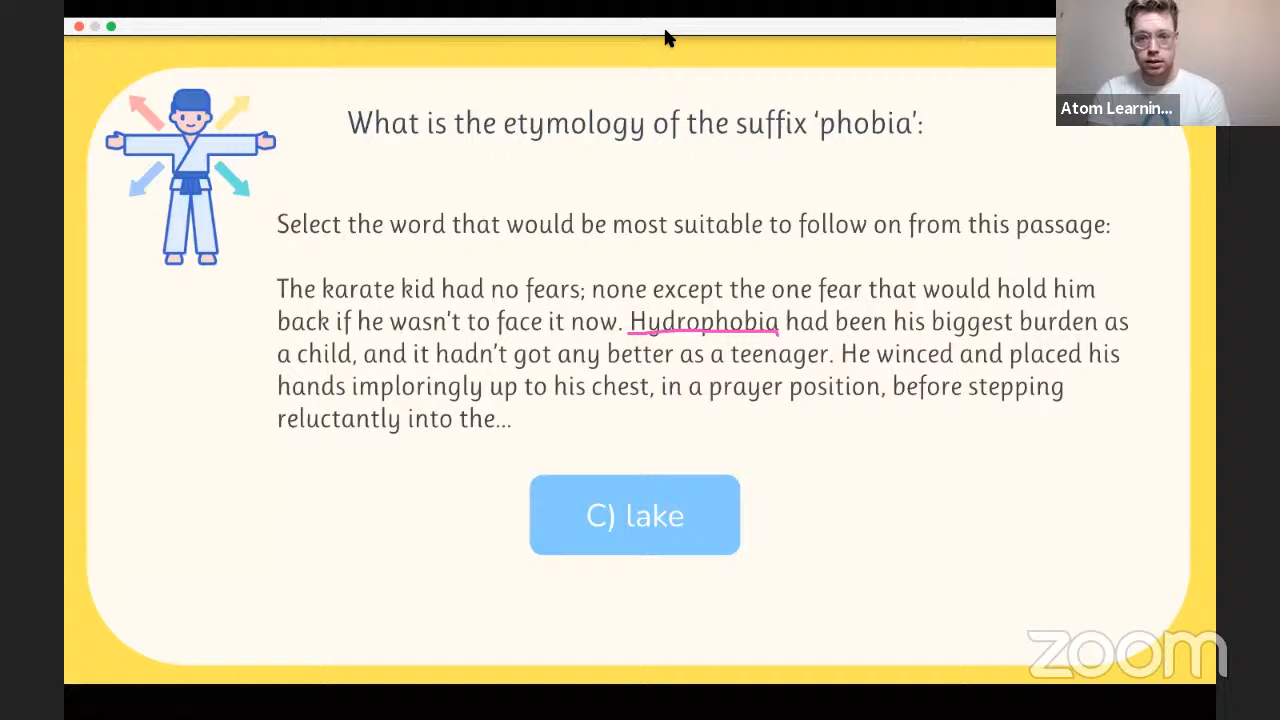 Atom Learnin...
What is the etymology of the suffix ‘phobia’:
Select the word that would be most suitable to follow on from this passage:
The karate kid had no fears; none except the one fear that would hold him
back if he wasn't to face it now. Hydrophobia had been his biggest burden as
a child, and it hadn't got any better as a teenager. He winced and placed his
hands imploringly up to his chest, in a prayer position, before stepping
reluctantly into the...
C) lake
zoom